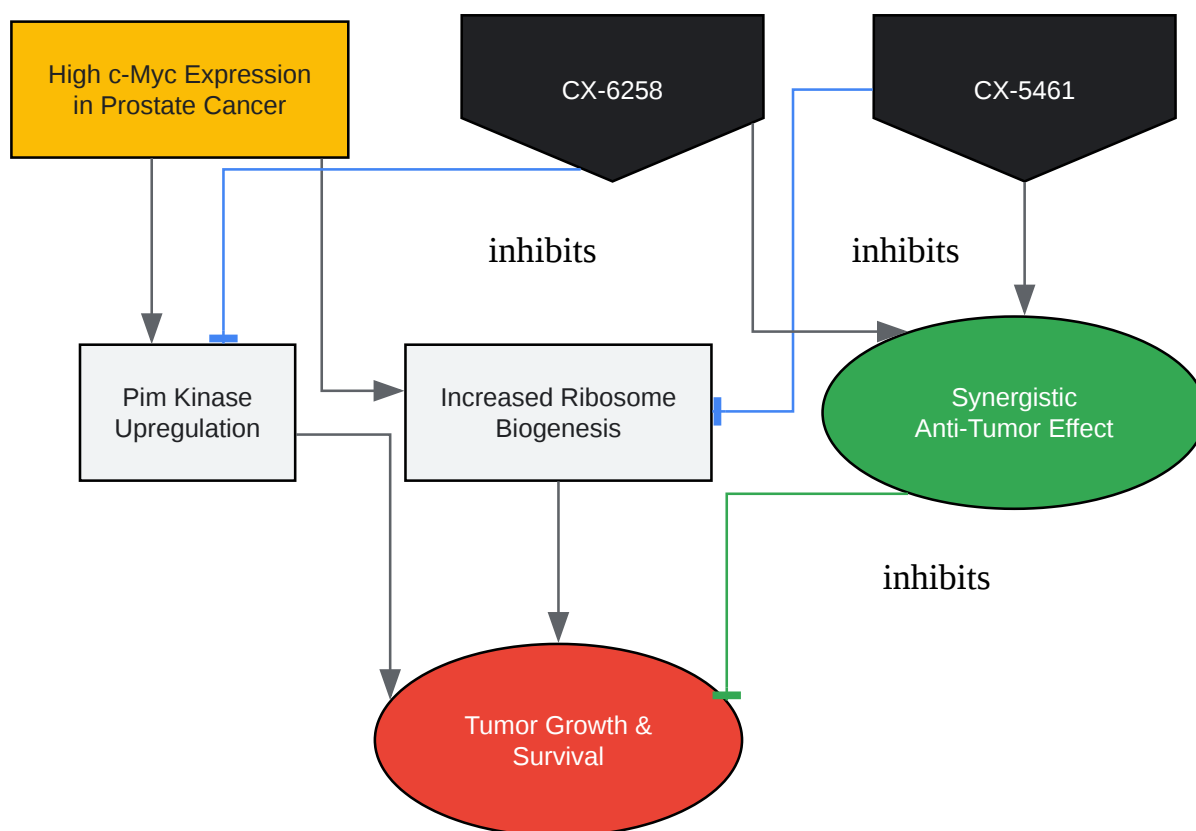 High c-Myc Expression
in Prostate Cancer
CX-6258
CX-5461
inhibits
inhibits
Pim Kinase
Upregulation
Increased Ribosome
Biogenesis
Synergistic
Anti-Tumor Effect
inhibits
Tumor Growth &
Survival